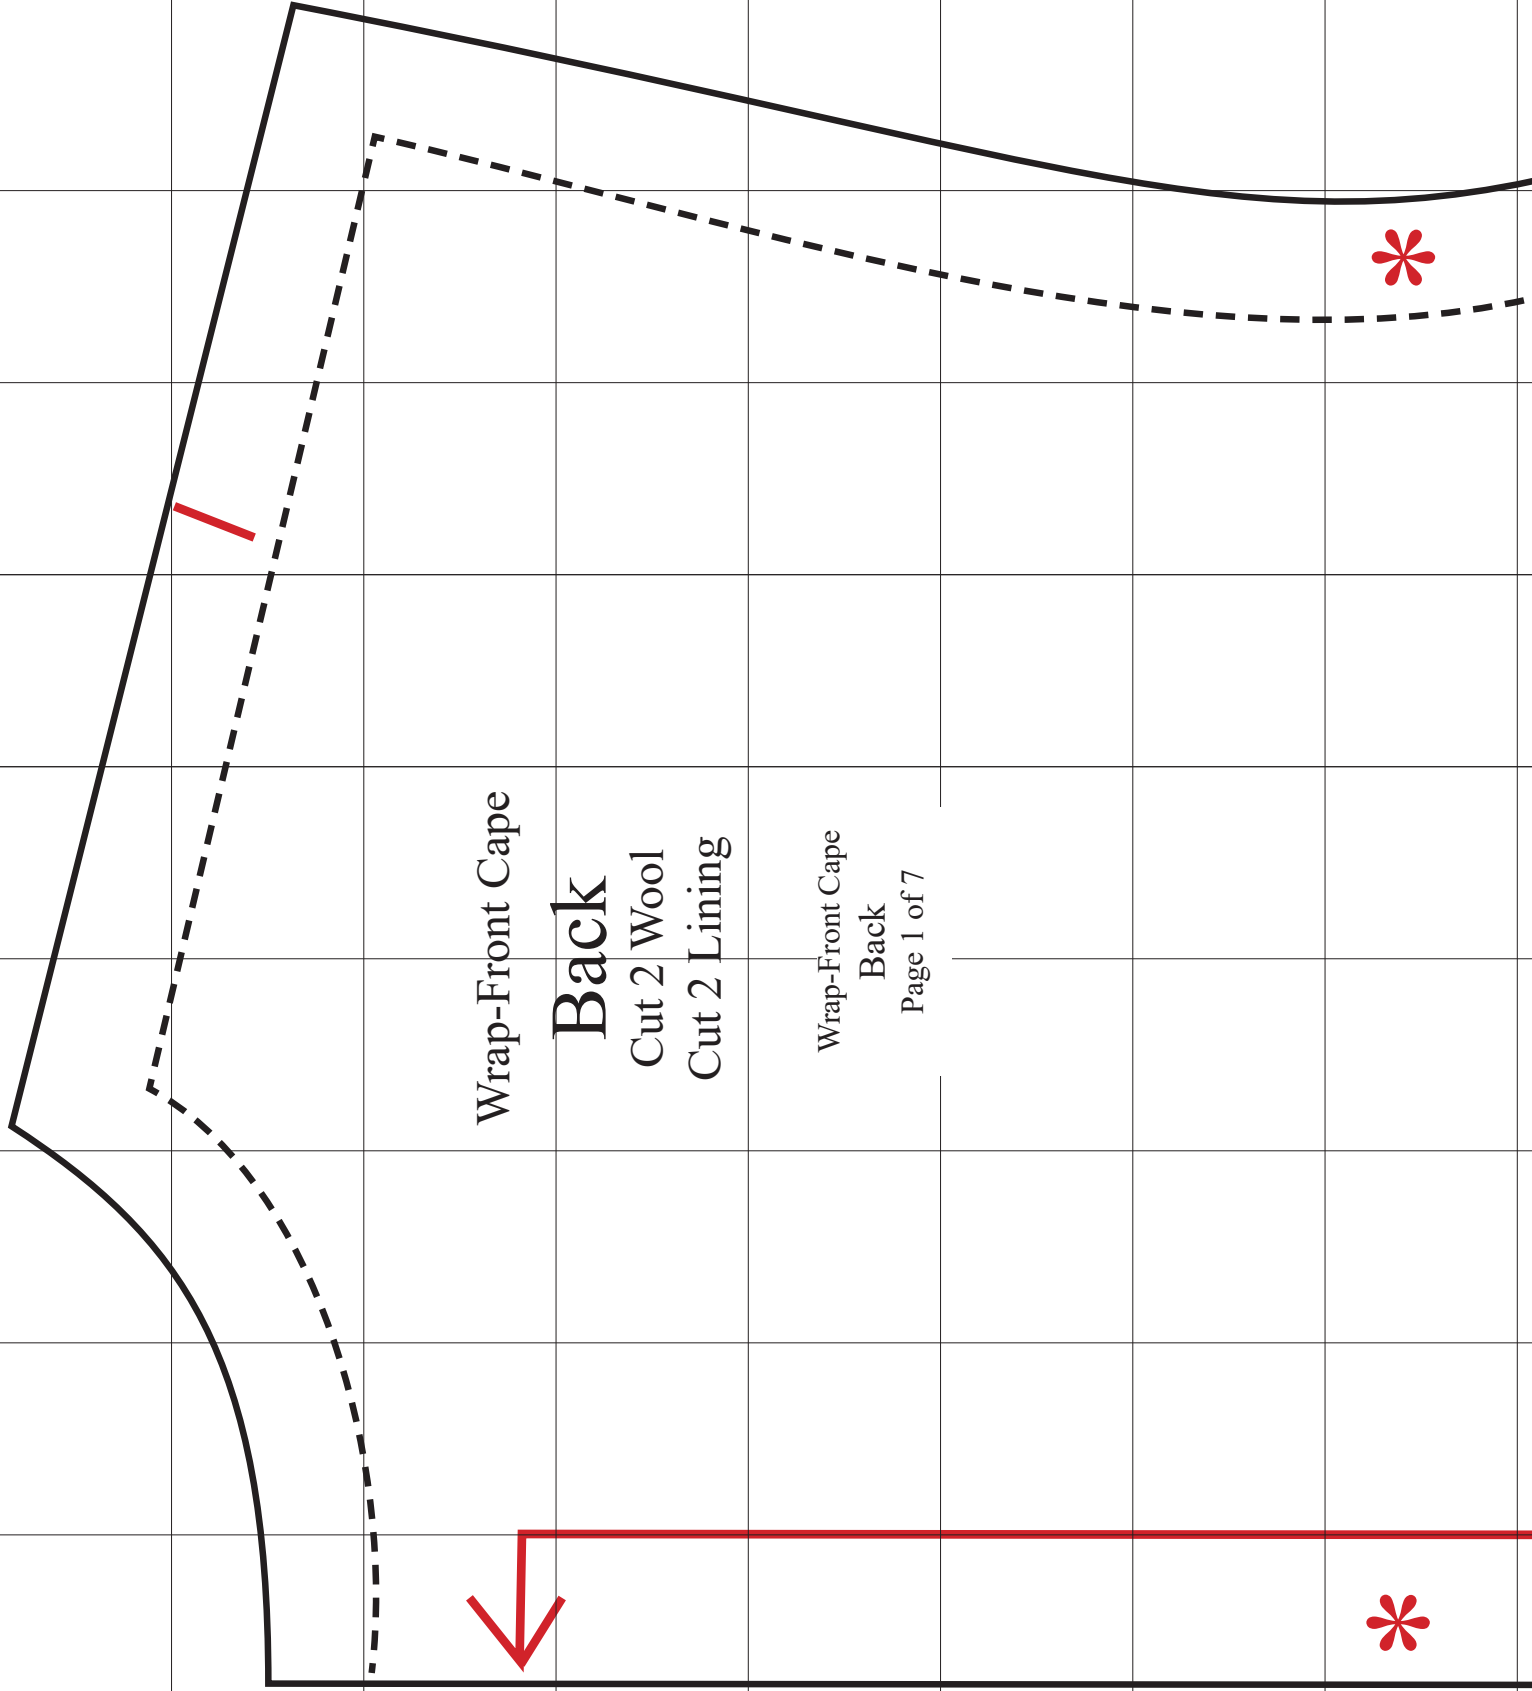 Wrap-Front Cape
Back
Cut 2 Wool
Cut 2 Lining
Wrap-Front Cape
Back
Page 1 of 7